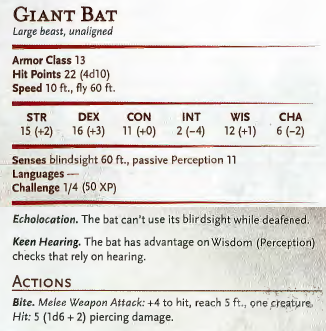 GIANT BAT
Large beast, unaligned
Armor Class 13
Hit Points 22 (4d10)
Speed 10 ft., fly 60 ft.
STR DEX CON INT WIS CHA
15 (+2) 16 (+3) 11 (+0) 2 (−4) 12 (+1) 6 (−2)
Senses blindsight 60 ft., passive Perception 11
Languages —
Challenge 1/4 (50 XP)
Echolocation. The bat can't use its blindsight while deafened.
Keen Hearing. The bat has advantage on Wisdom (Perception)
checks that rely on hearing.
ACTIONS
Bite. Melee Weapon Attack: +4 to hit, reach 5 ft., one creature.
Hit: 5 (1d6 + 2) piercing damage.